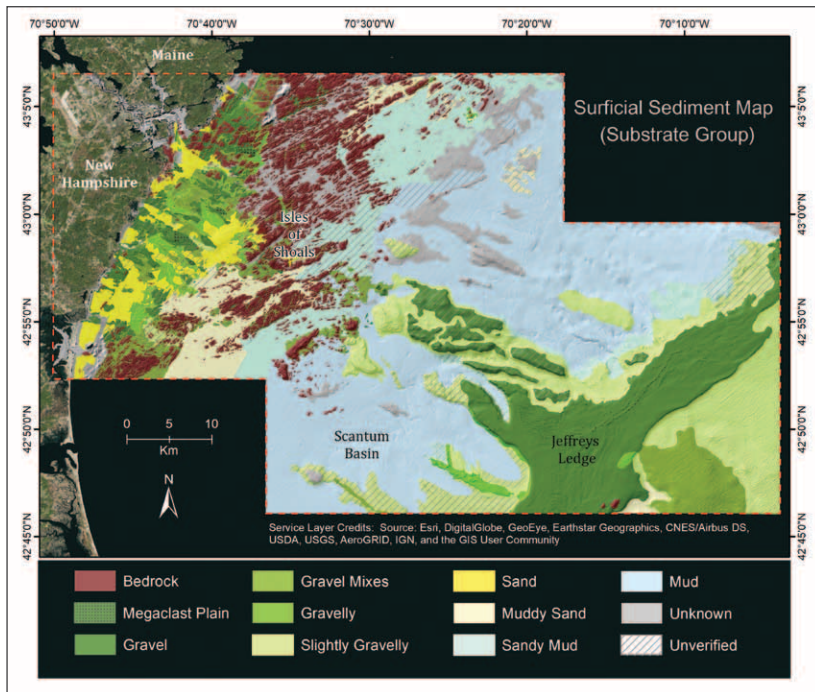 70°50'0"W 70°40'0"W 70°30'0"W 70°20'0"W 70°10'0"W
Maine
43°5'0"N
43°5'0"N
Surficial Sediment Map
(Substrate Group)
New
Hampshire
43°0'0"N
43°0'0"N
Isles
of
Shoals
42°55'0"N
42°55'0"N
42°50'0"N
42°50'0"N
0 5 10
Km
N
Scantum
Basin
Jeffreys
Ledge
42°45'0"N
42°45'0"N
Service Layer Credits: Source: Esri, DigitalGlobe, GeoEye, Earthstar Geographics, CNES/Airbus DS,
USDA, USGS, AeroGRID, IGN, and the GIS User Community
Bedrock
Megaclast Plain
Gravel
Gravel Mixes
Gravelly
Slightly Gravelly
Sand
Muddy Sand
Sandy Mud
Mud
Unknown
Unverified